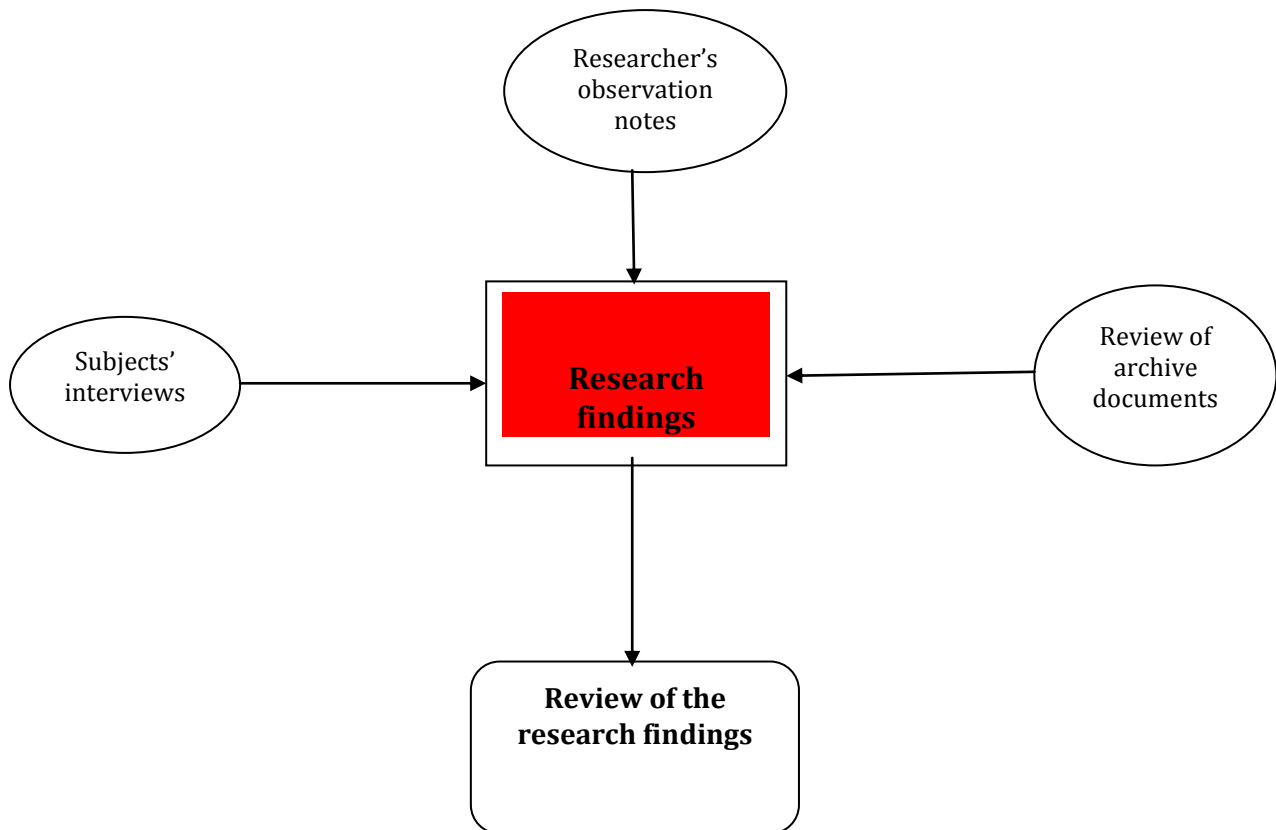 Researcher’s
observation
notes
Subjects’
interviews
Research
findings
Review of
archive
documents
Review of the
research findings